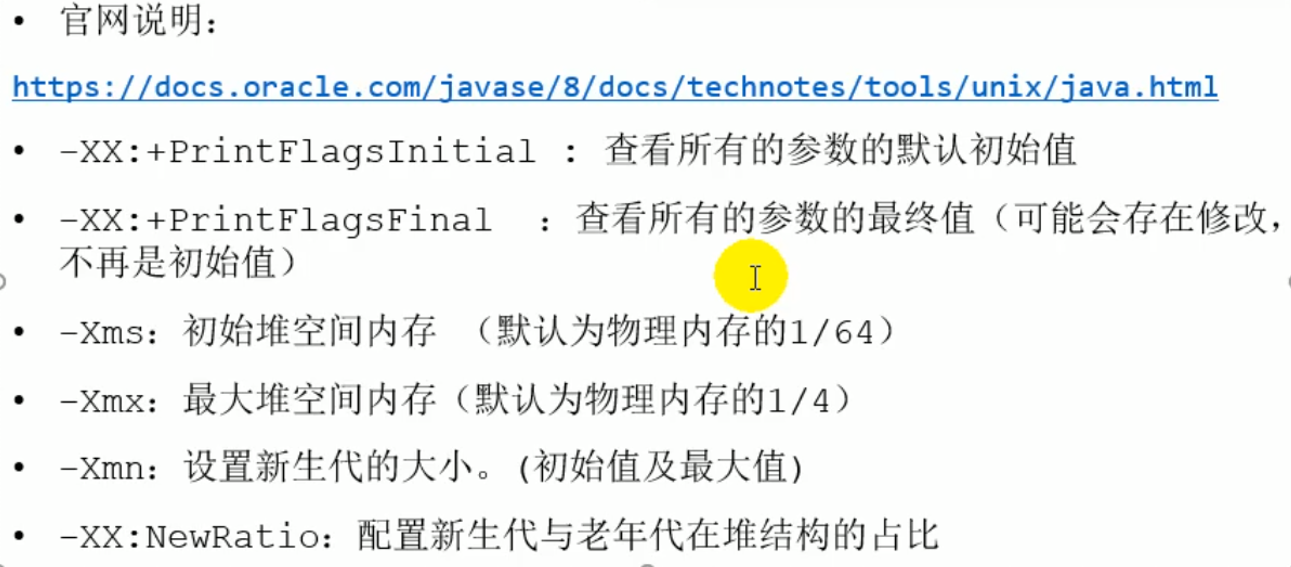 • 官网说明：
https://docs.oracle.com/javase/8/docs/technotes/tools/unix/java.html
• -XX:+PrintFlagsInitial : 查看所有的参数的默认初始值
• -XX:+PrintFlagsFinal ：查看所有的参数的最终值（可能会存在修改，
不再是初始值）
• -Xms：初始堆空间内存 （默认为物理内存的1/64）
• -Xmx：最大堆空间内存（默认为物理内存的1/4）
• -Xmn：设置新生代的大小。(初始值及最大值)
• -XX:NewRatio：配置新生代与老年代在堆结构的占比